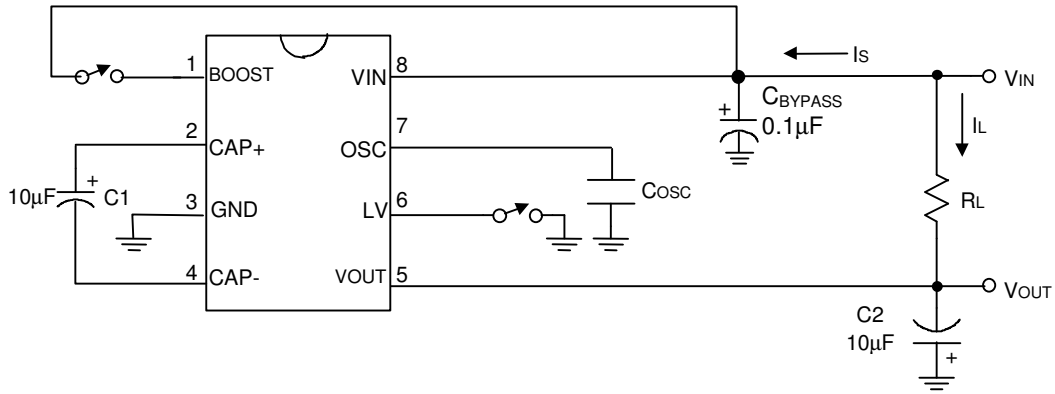 IS
1
BOOST
VIN
8
CBYPASS
0.1µF
+
VIN
IL
2
CAP+
7
OSC
10µF
+
C1
COSC
RL
3
GND
LV
6
4
CAP-
VOUT
5
VOUT
C2
10µF
+